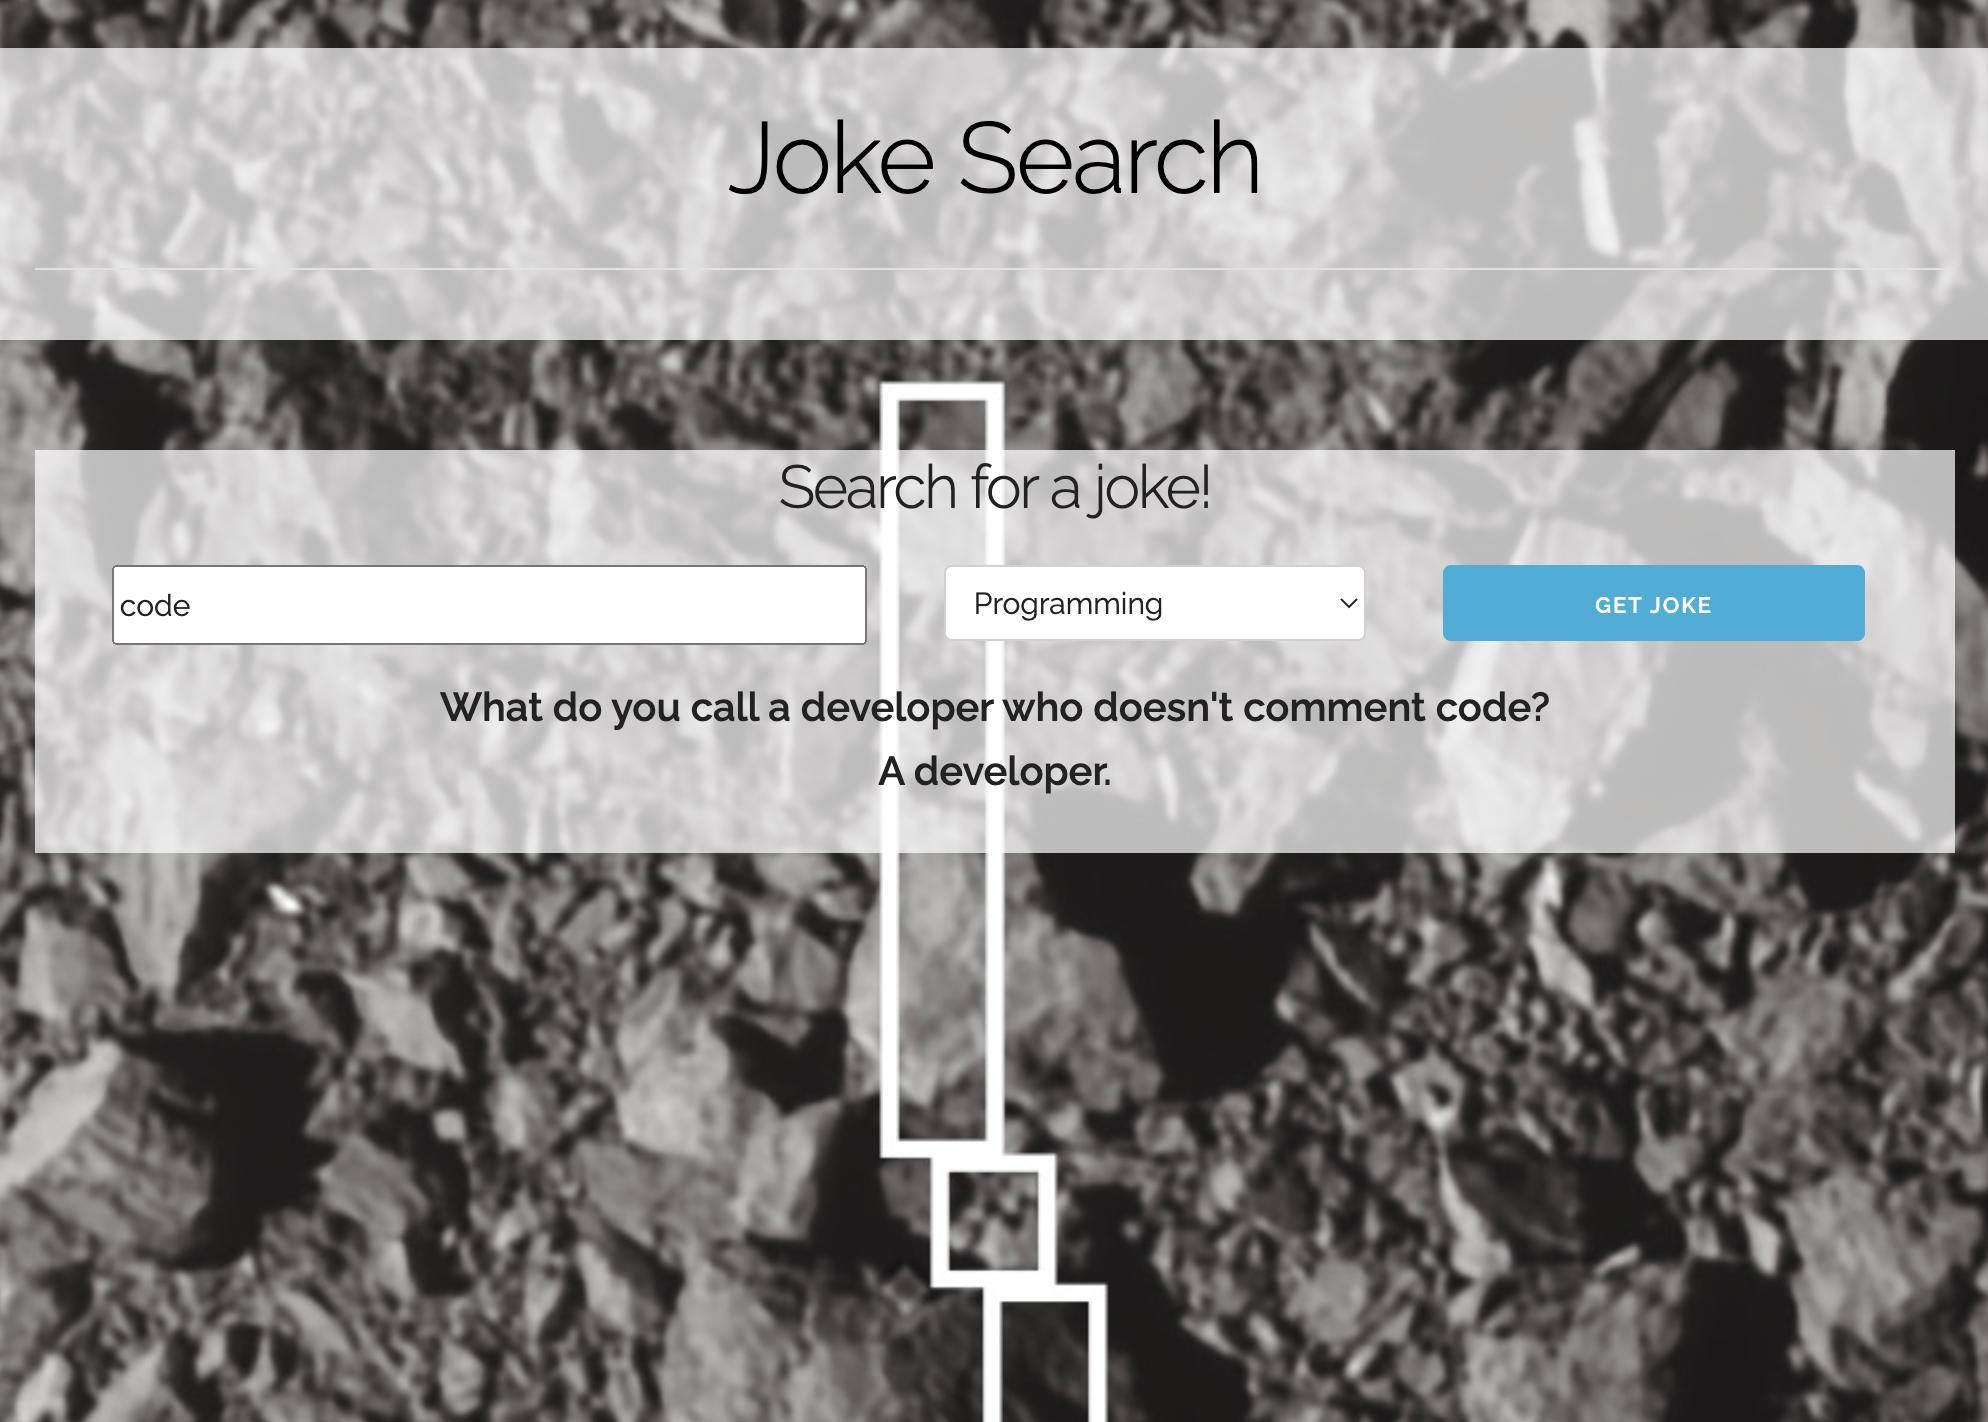 Joke Search
Search for a joke!
code
Programming
GET JOKE
What do you call a developer who doesn't comment code?
A developer.